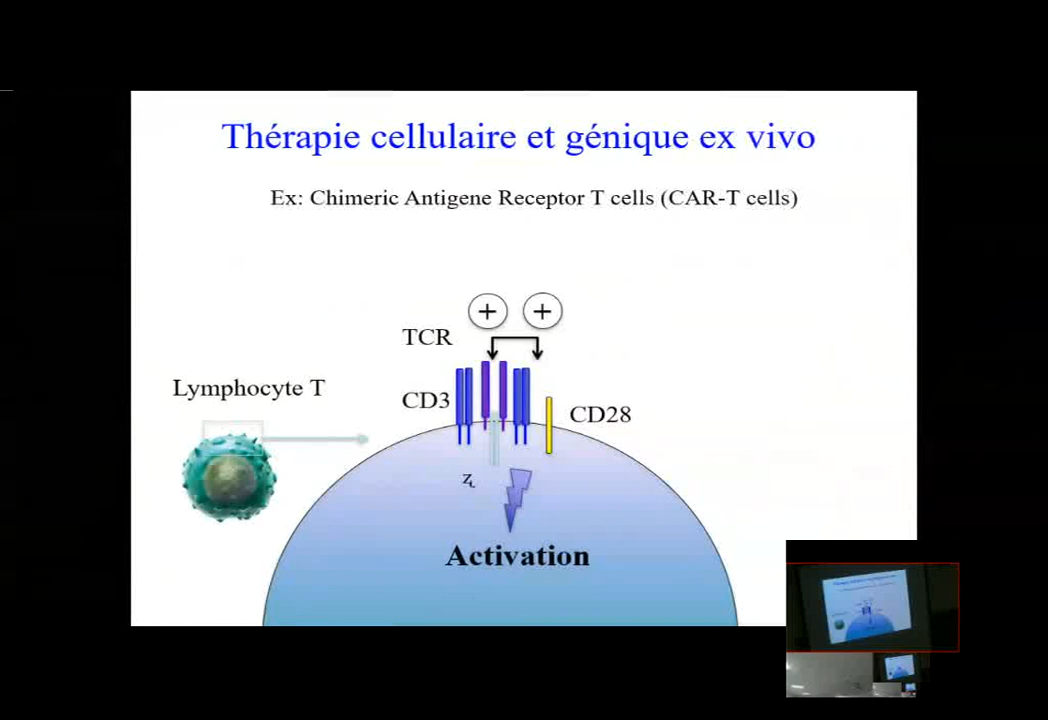 Thérapie cellulaire et génique ex vivo
Ex: Chimeric Antigene Receptor T cells (CAR-T cells)
+ +
TCR
Lymphocyte T
CD3
CD28
ζ
Activation